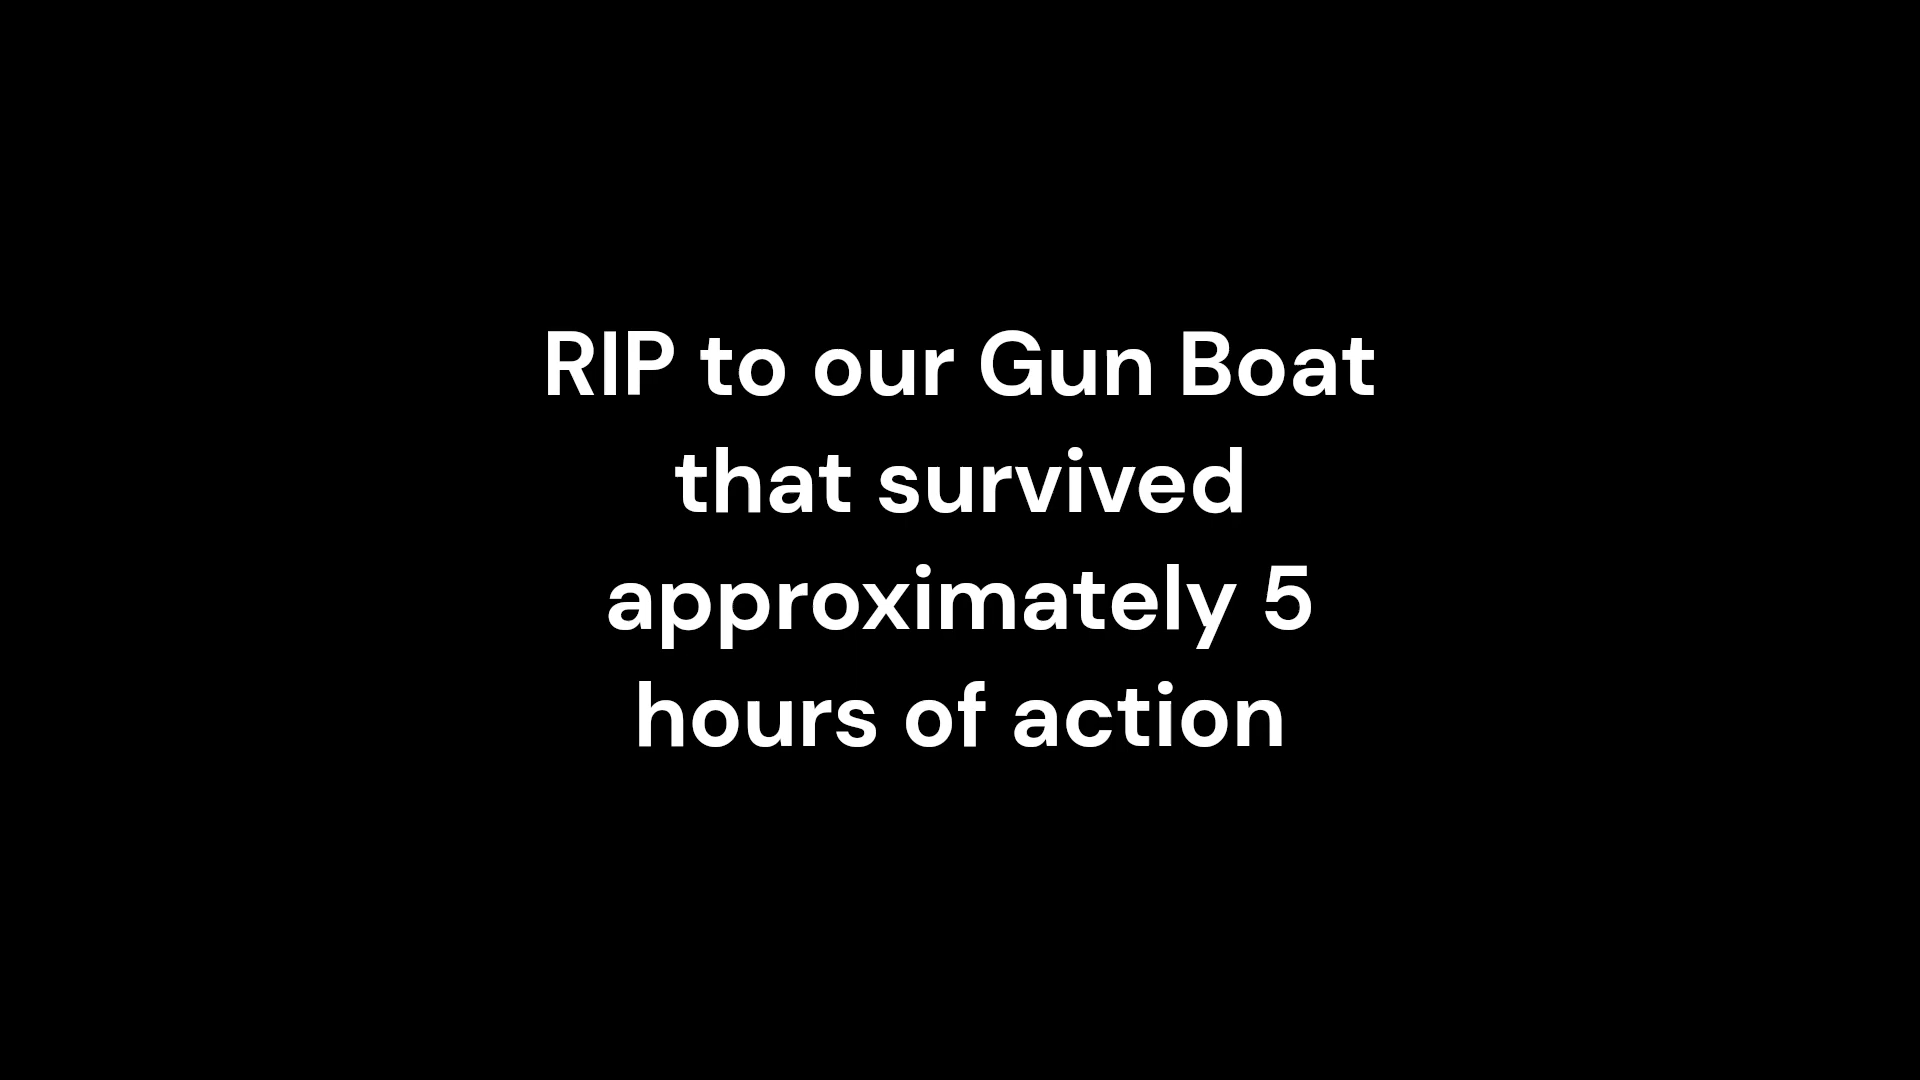 RIP to our Gun Boat
that survived
approximately 5
hours of action